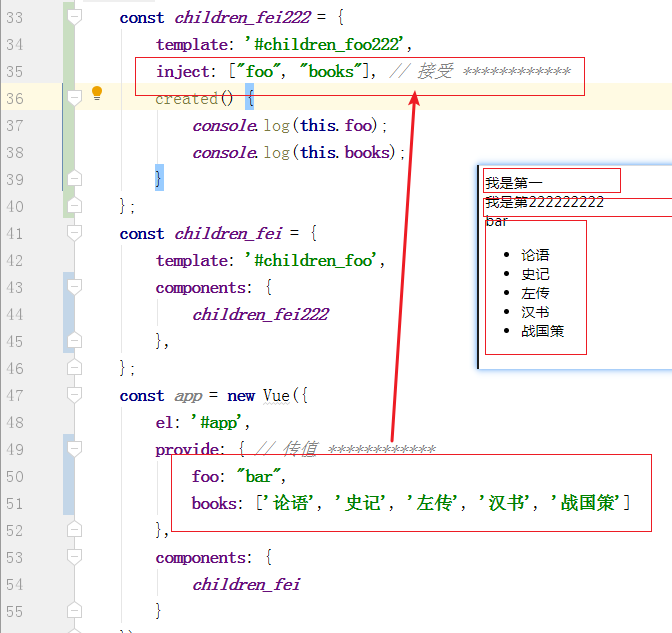 33 const children_fei222 = {
34 template: '#children_foo222',
35 inject: ["foo", "books"], // 接受 ************
36 created() {
37 console.log(this.foo);
38 console.log(this.books);
39 }
40 };
41 const children_fei = {
42 template: '#children_foo',
43 components: {
44 children_fei222
45 },
46 };
47 const app = new Vue({
48 el: '#app',
49 provide: { // 传值 ************
50 foo: "bar",
51 books: ['论语', '史记', '左传', '汉书', '战国策']
52 },
53 components: {
54 children_fei
55 }
我是第一
我是第222222222
bar
论语
史记
左传
汉书
战国策